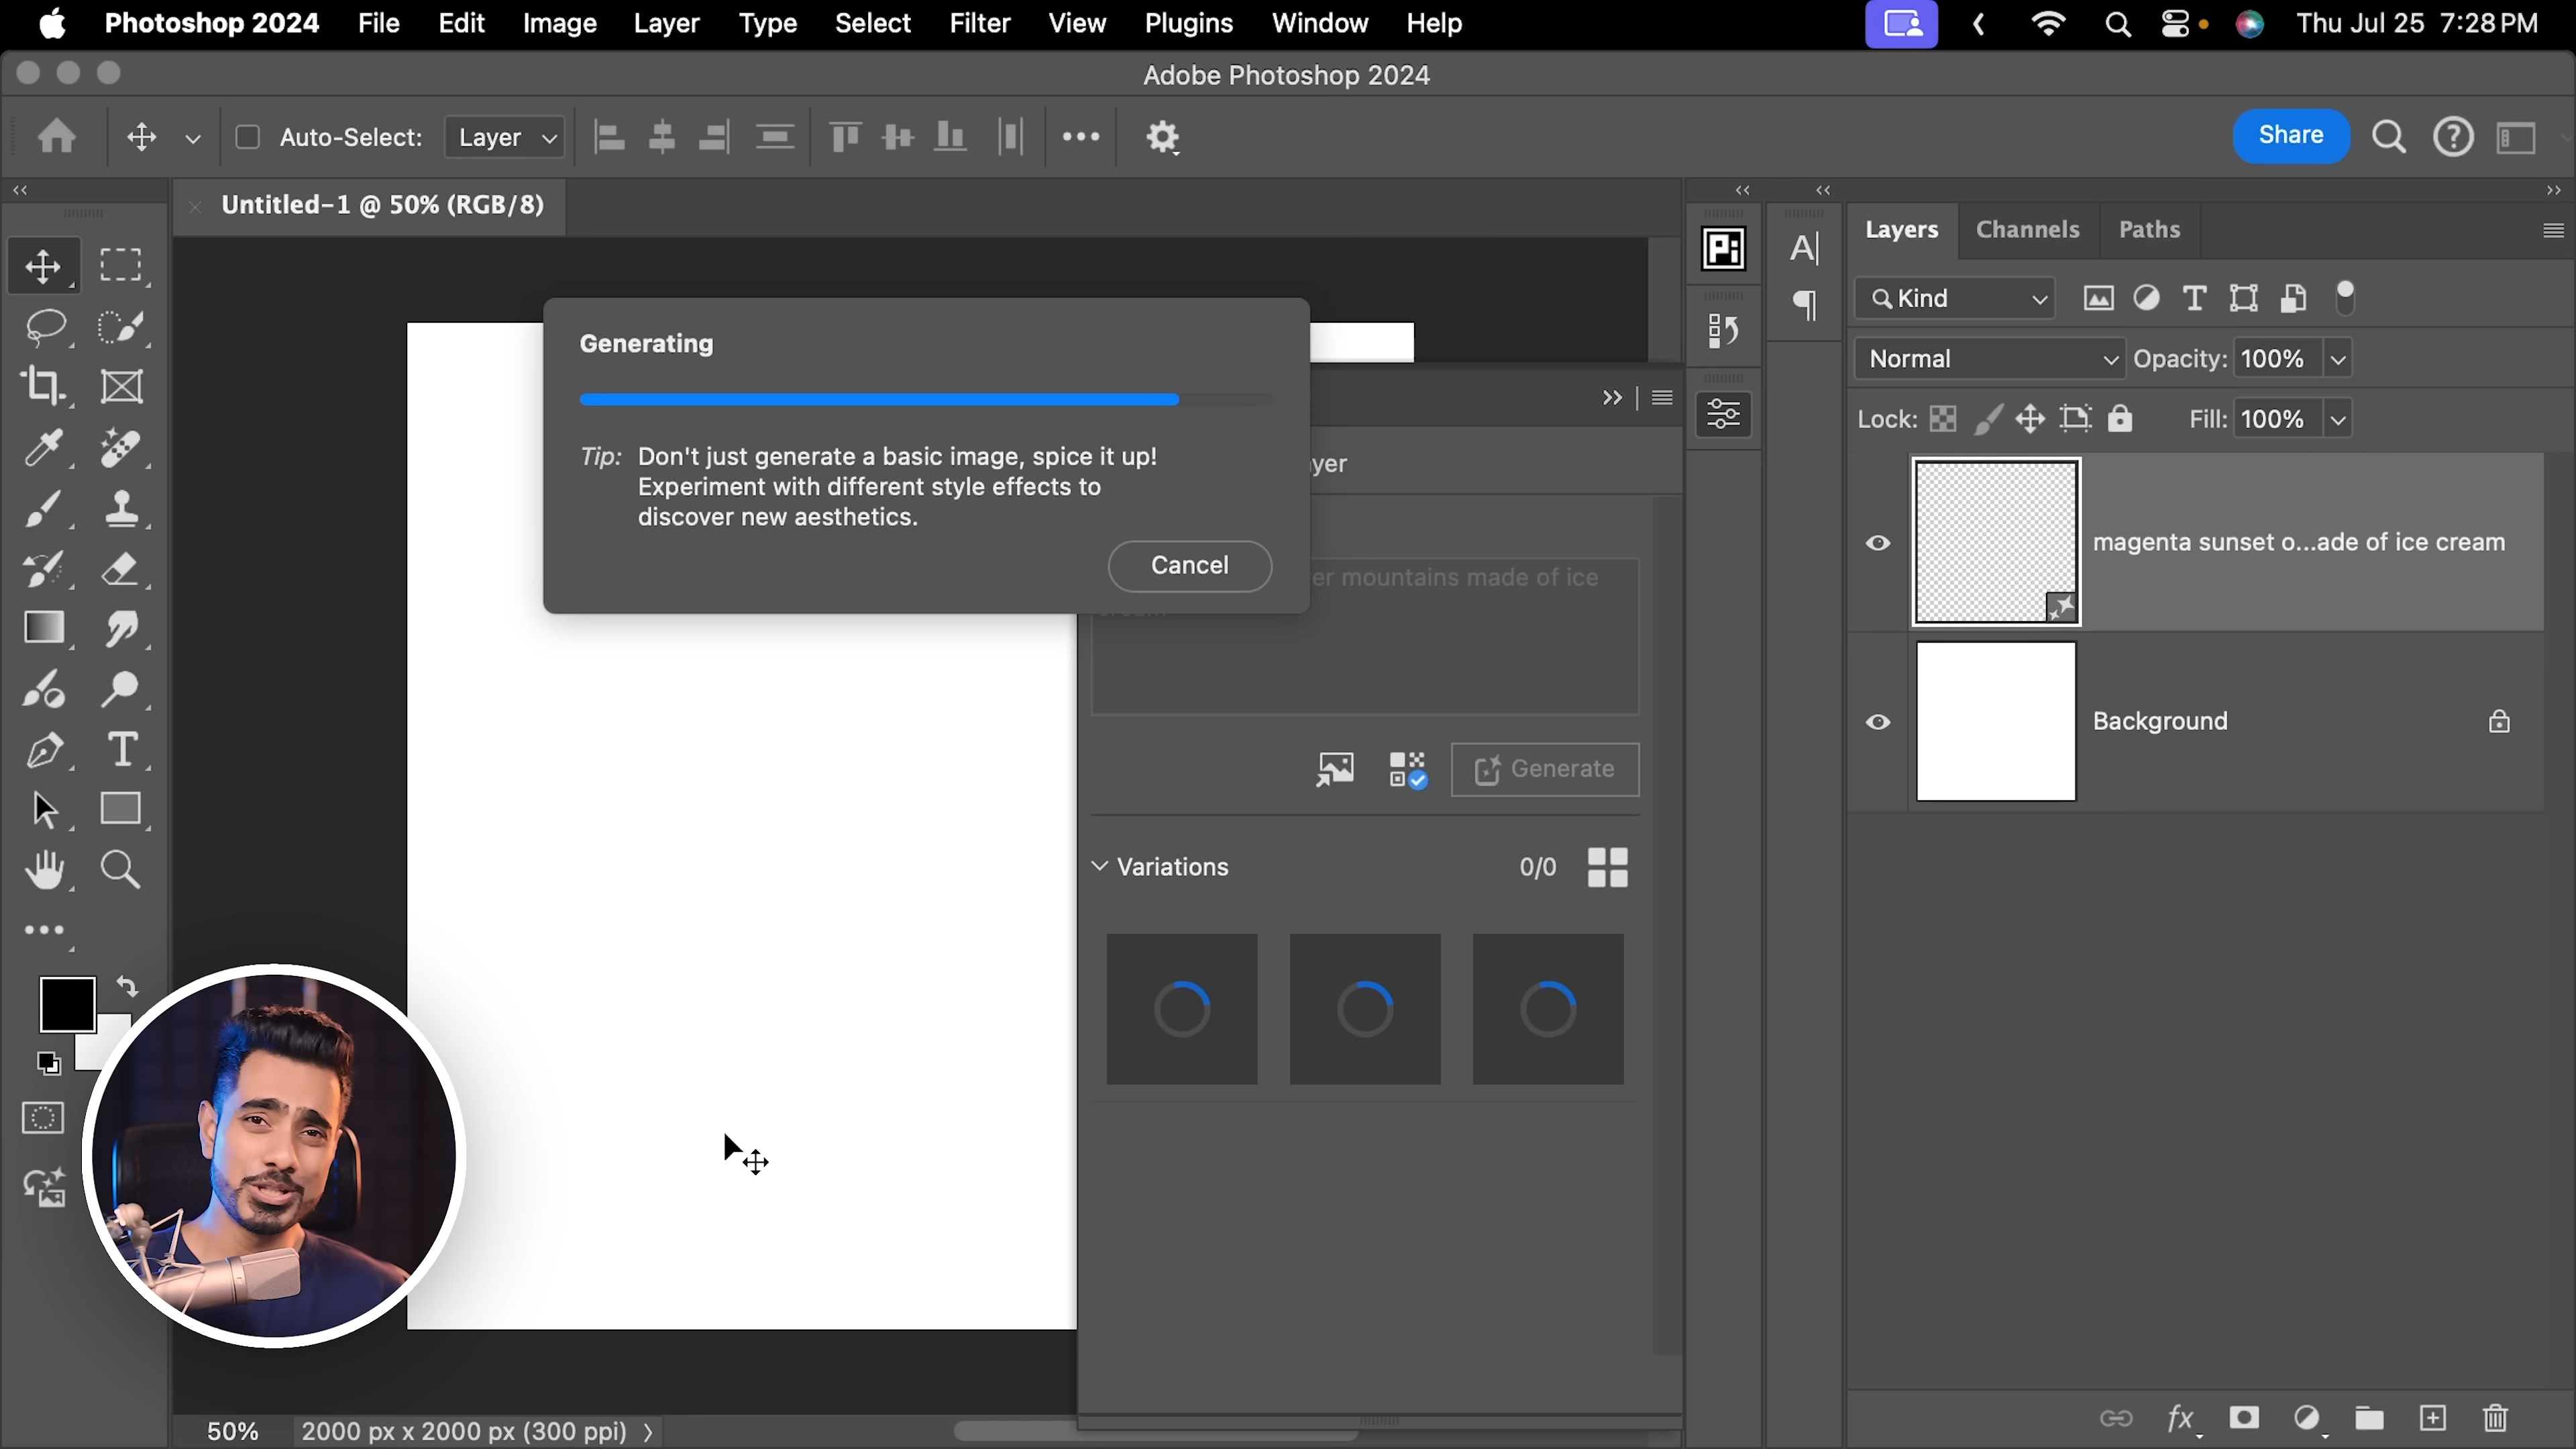 Photoshop 2024 File Edit Image Layer Type Select Filter View Plugins Window Help Thu Jul 25 7:28 PM
Adobe Photoshop 2024
Auto-Select: Layer Share
Untitled-1 @ 50% (RGB/8)
Layers Channels Paths
Kind
Normal Opacity: 100%
Lock: Fill: 100%
Generating
Tip: Don't just generate a basic image, spice it up!
Experiment with different style effects to
discover new aesthetics.
Cancel
mountains made of ice
Generate
Variations 0/0
magenta sunset o...ade of ice cream
Background
50% 2000 px x 2000 px (300 ppi)